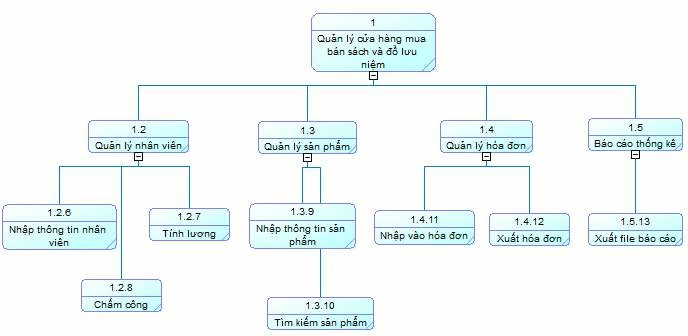 1
Quản lý cửa hàng mua
bán sách và đồ lưu
niệm
1.2
Quản lý nhân viên
1.3
Quản lý sản phẩm
1.4
Quản lý hóa đơn
1.5
Báo cáo thống kê
1.2.6
Nhập thông tin nhân
viên
1.2.7
Tính lương
1.3.9
Nhập thông tin sản
phẩm
1.4.11
Nhập vào hóa đơn
1.4.12
Xuất hóa đơn
1.5.13
Xuất file báo cáo
1.2.8
Chấm công
1.3.10
Tìm kiếm sản phẩm